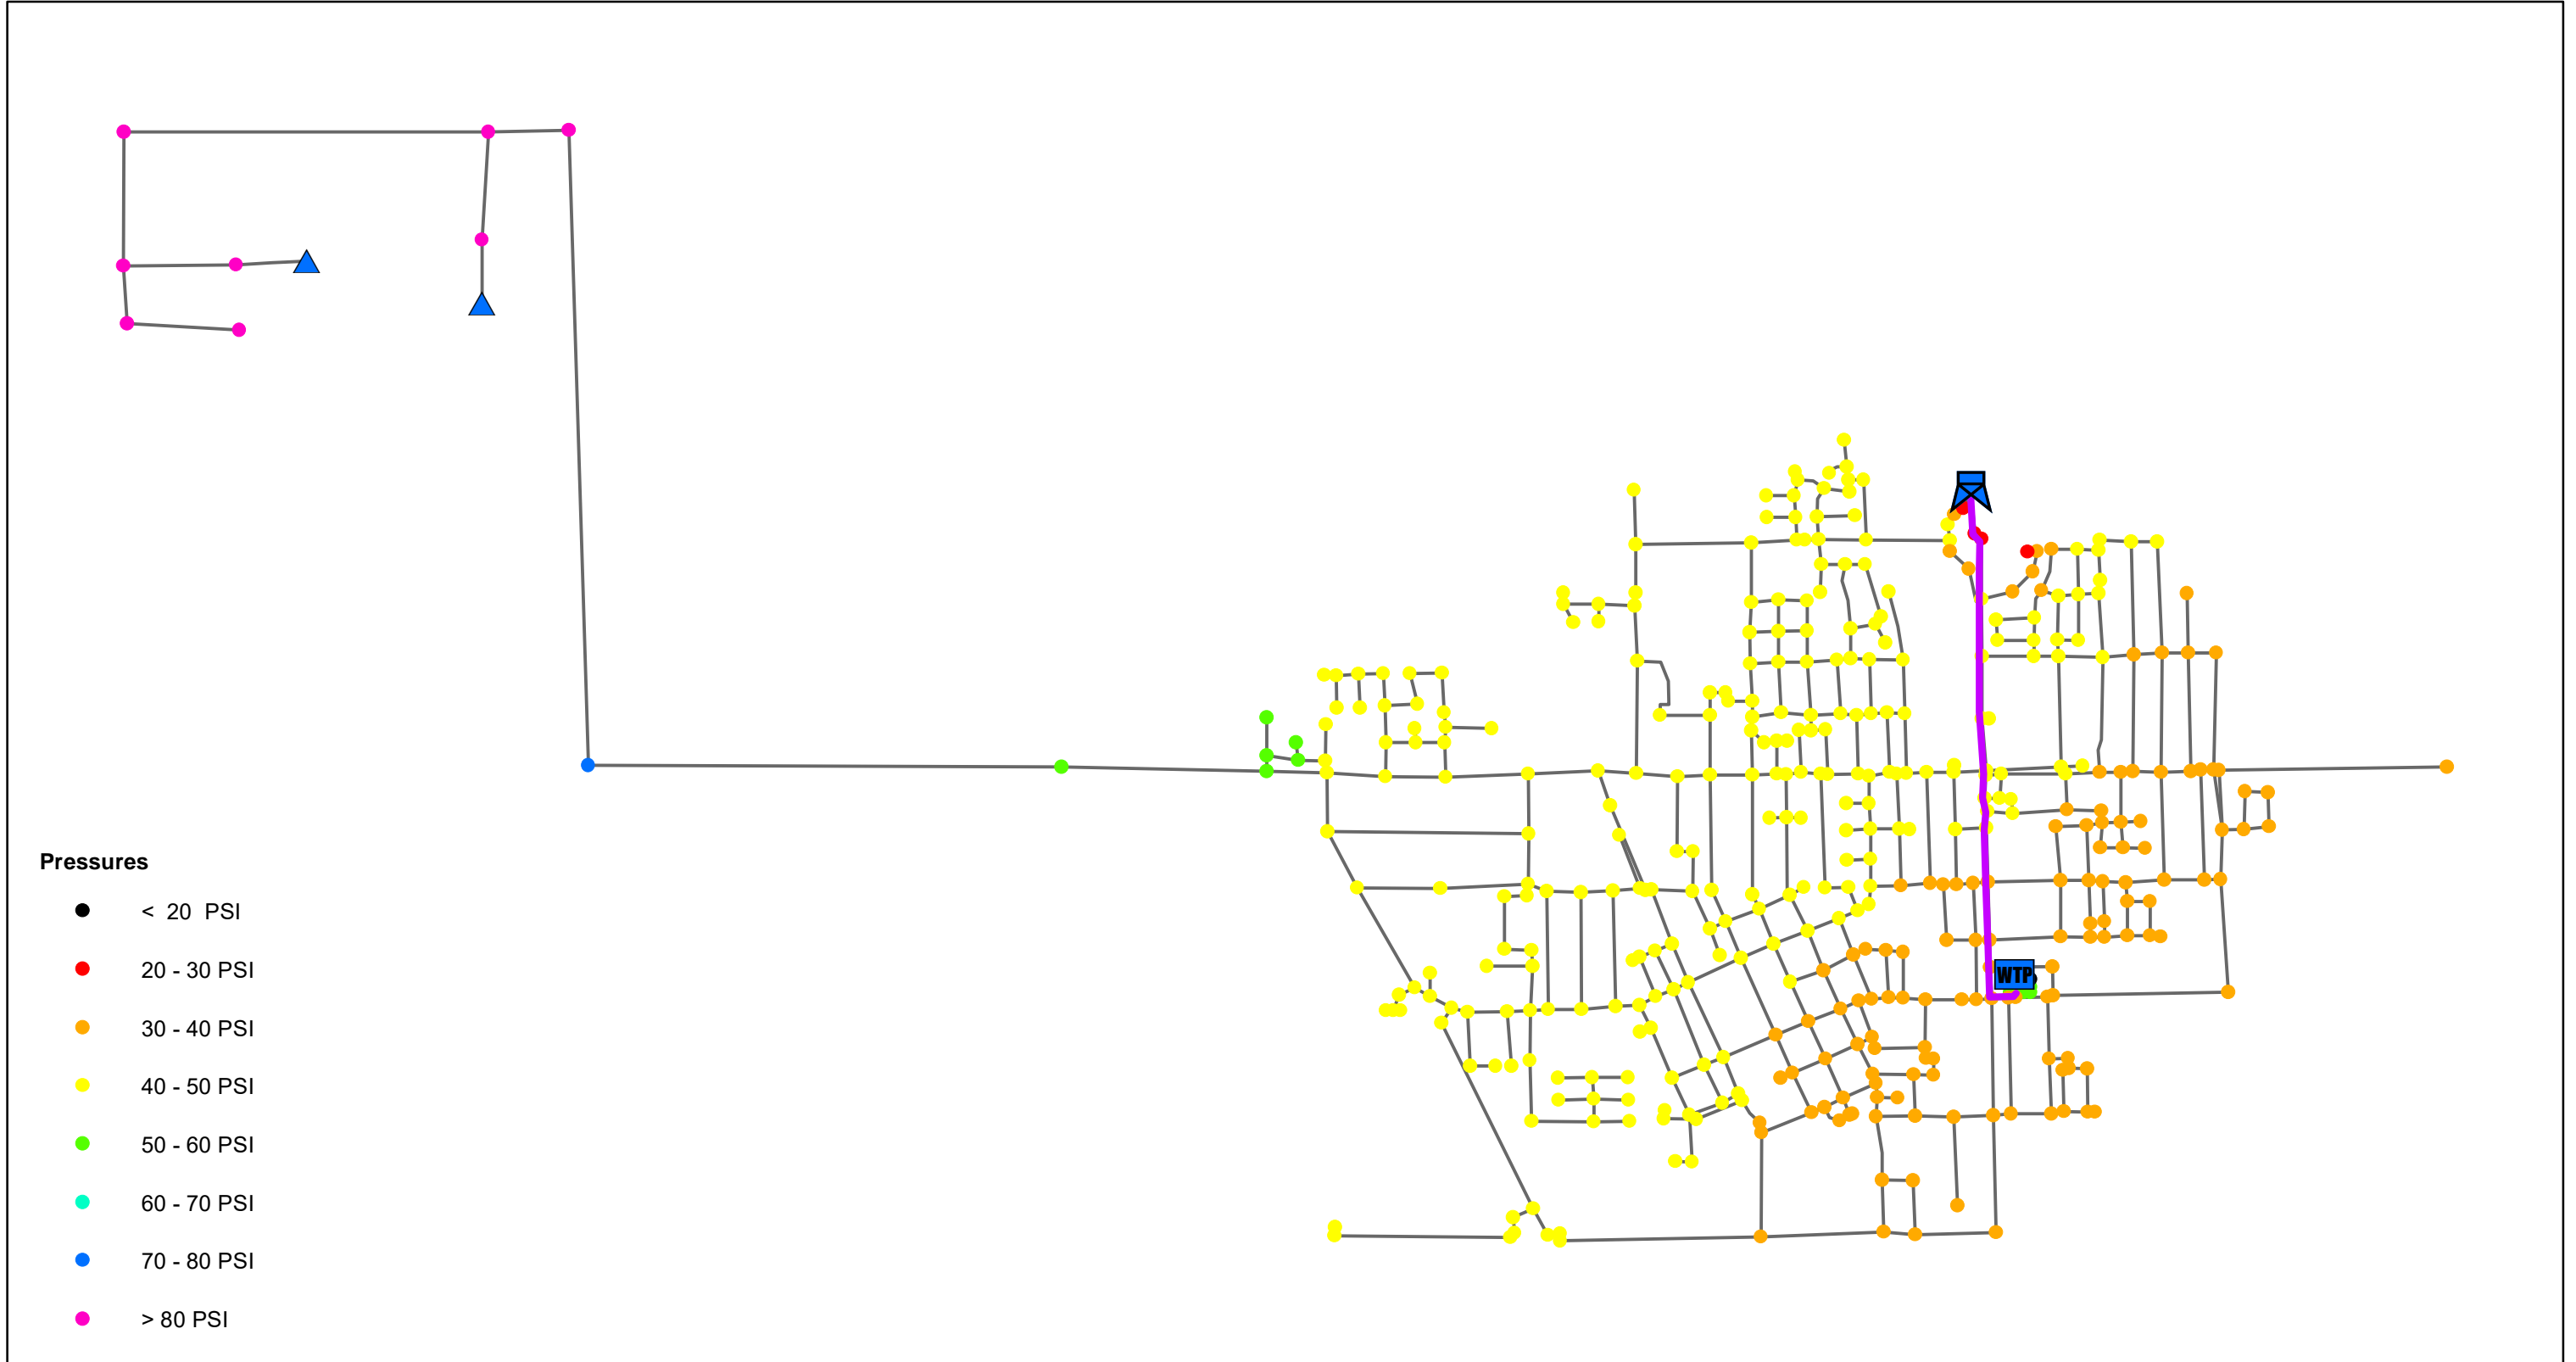 WTP
Pressures
< 20 PSI
20 - 30 PSI
30 - 40 PSI
40 - 50 PSI
50 - 60 PSI
60 - 70 PSI
70 - 80 PSI
> 80 PSI